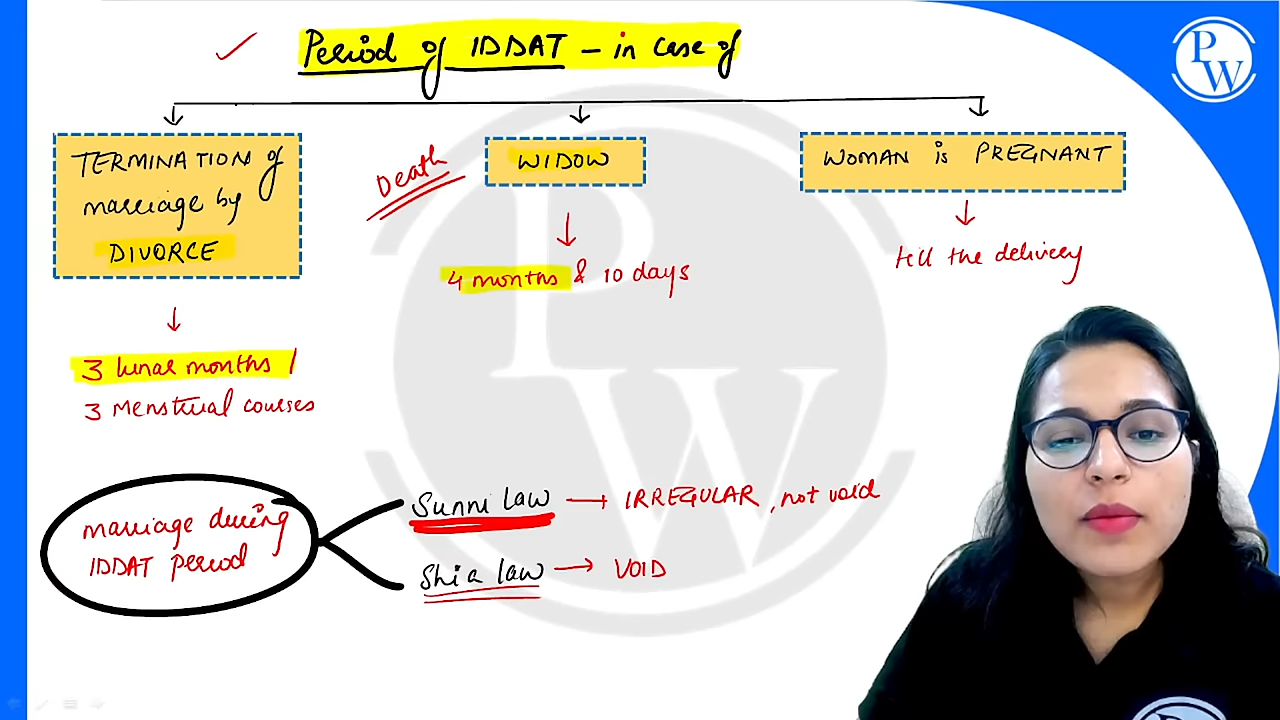 Period of IDDAT – in case of
TERMINATION of
marriage by
DIVORCE
Death
WIDOW
WOMAN is PREGNANT
4 months & 10 days
till the delivery
3 lunar months /
3 Menstrual courses
marriage during
IDDAT period
Sunni law → IRREGULAR, not void
Shia law → VOID
PW
PW